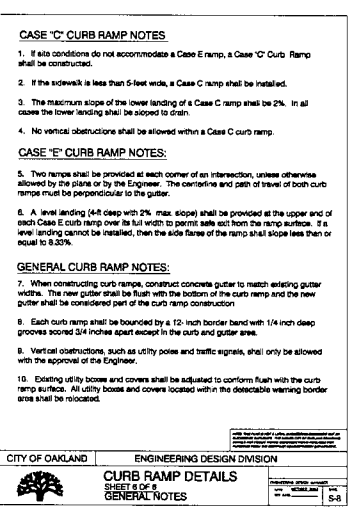 CASE "C" CURB RAMP NOTES
1. If site conditions do not accommodate a Case E ramp, a Case "C" Curb Ramp
shall be constructed.
2. If the sidewalk is less than 5-feet wide, a Case C ramp shall be installed.
3. The maximum slope of the lower landing of a Case C ramp shall be 2%. In all
cases the lower landing shall be sloped to drain.
4. No vertical obstructions shall be allowed within a Case C curb ramp.
CASE "E" CURB RAMP NOTES:
5. Two ramps shall be provided at each corner of an intersection, unless otherwise
allowed by the plans or by the Engineer. The centerline and path of travel of both curb
ramps must be perpendicular to the gutter.
6. A level landing (4-ft deep with 2% max. slope) shall be provided at the upper end of
each Case E curb ramp over its full width to permit safe exit from the ramp surface. If a
level landing cannot be installed, then the side flares of the ramp shall slope less than or
equal to 8.33%.
GENERAL CURB RAMP NOTES:
7. When constructing curb ramps, construct concrete gutter to match existing gutter
widths. The new gutter shall be flush with the bottom of the curb ramp and the new
gutter shall be considered part of the curb ramp construction
8. Each curb ramp shall be bounded by a 12- inch border band with 1/4 inch deep
grooves scored 3/4 inches apart except in the curb and gutter area.
9. Vertical obstructions, such as utility poles and traffic signals, shall only be allowed
with the approval of the Engineer.
10. Existing utility boxes and covers shall be adjusted to conform flush with the curb
ramp surface. All utility boxes and covers located within the detectable warning border
area shall be relocated.
CITY OF OAKLAND ENGINEERING DESIGN DIVISION
CURB RAMP DETAILS
SHEET 6 OF 6
GENERAL NOTES
S-8